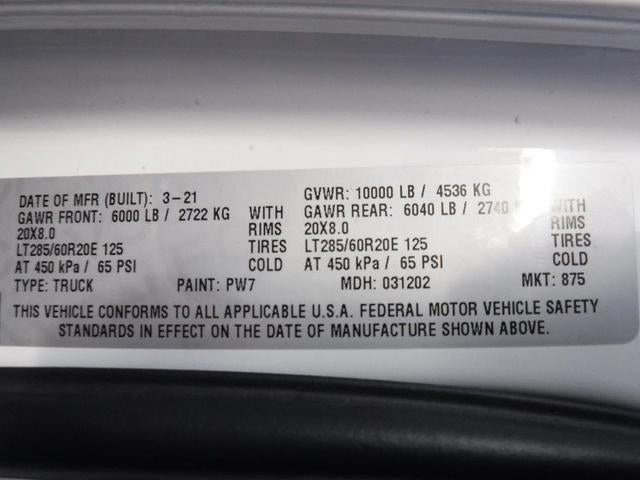 DATE OF MFR (BUILT): 3-21 GVWR: 10000 LB / 4536 KG
GAWR FRONT: 6000 LB / 2722 KG WITH GAWR REAR: 6040 LB / 2740 WITH
20X8.0 RIMS 20X8.0 RIMS
LT285/60R20E 125 TIRES LT285/60R20E 125 TIRES
AT 450 kPa / 65 PSI COLD AT 450 kPa / 65 PSI COLD
TYPE: TRUCK PAINT: PW7 MDH: 031202 MKT: 875
THIS VEHICLE CONFORMS TO ALL APPLICABLE U.S.A. FEDERAL MOTOR VEHICLE SAFETY
STANDARDS IN EFFECT ON THE DATE OF MANUFACTURE SHOWN ABOVE.